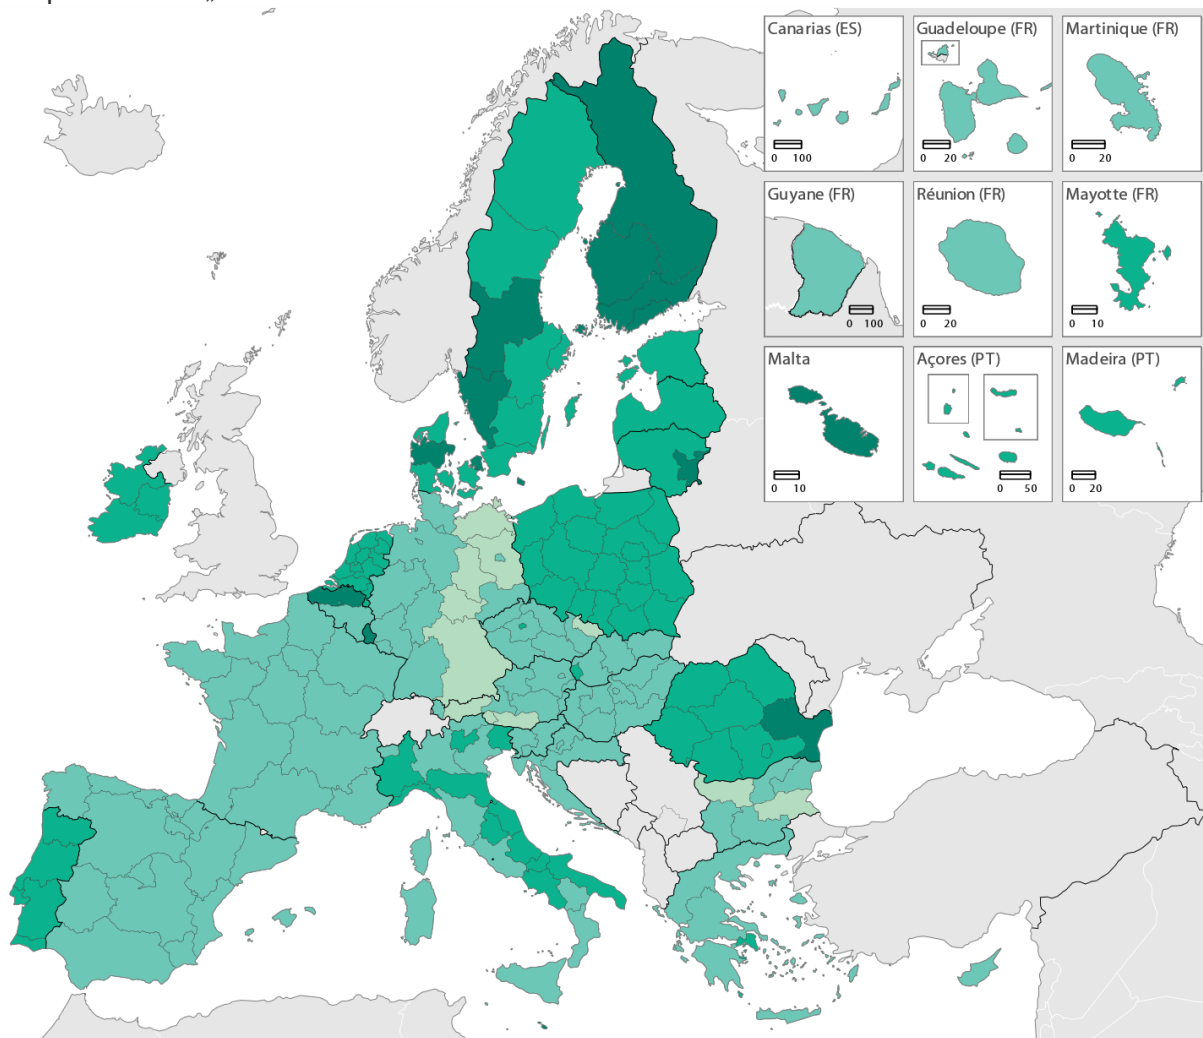 Canarias (ES)
0 100
Guadeloupe (FR)
0 20
Martinique (FR)
0 20
Guyane (FR)
0 100
Réunion (FR)
0 20
Mayotte (FR)
0 10
Malta
0 10
Açores (PT)
0 50
Madeira (PT)
0 20